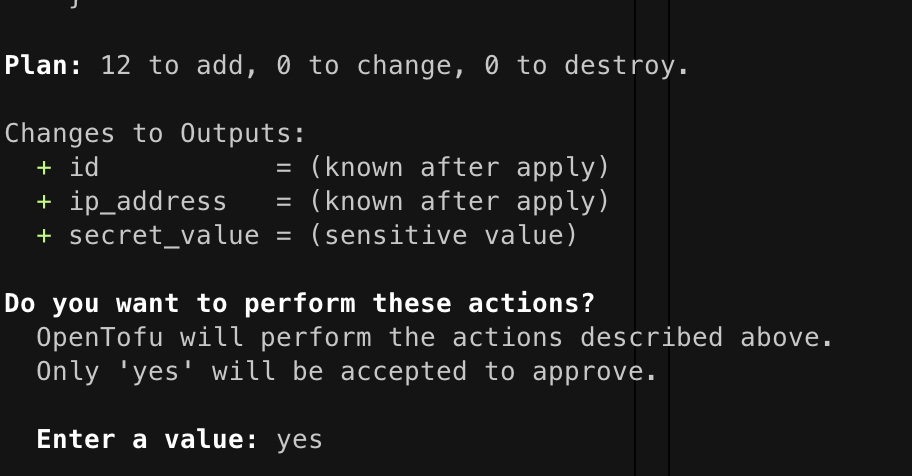 }
Plan: 12 to add, 0 to change, 0 to destroy.
Changes to Outputs:
+ id = (known after apply)
+ ip_address = (known after apply)
+ secret_value = (sensitive value)
Do you want to perform these actions?
OpenTofu will perform the actions described above.
Only 'yes' will be accepted to approve.
Enter a value: yes